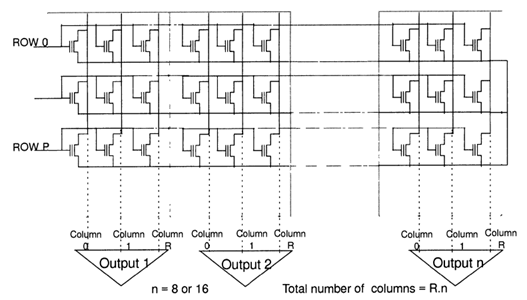 ROW 0
ROW P
Column Column Column Column Column Column Column Column Column
0 1 R 0 1 R 0 1 R
Output 1 Output 2 Output n
n = 8 or 16 Total number of columns = R.n